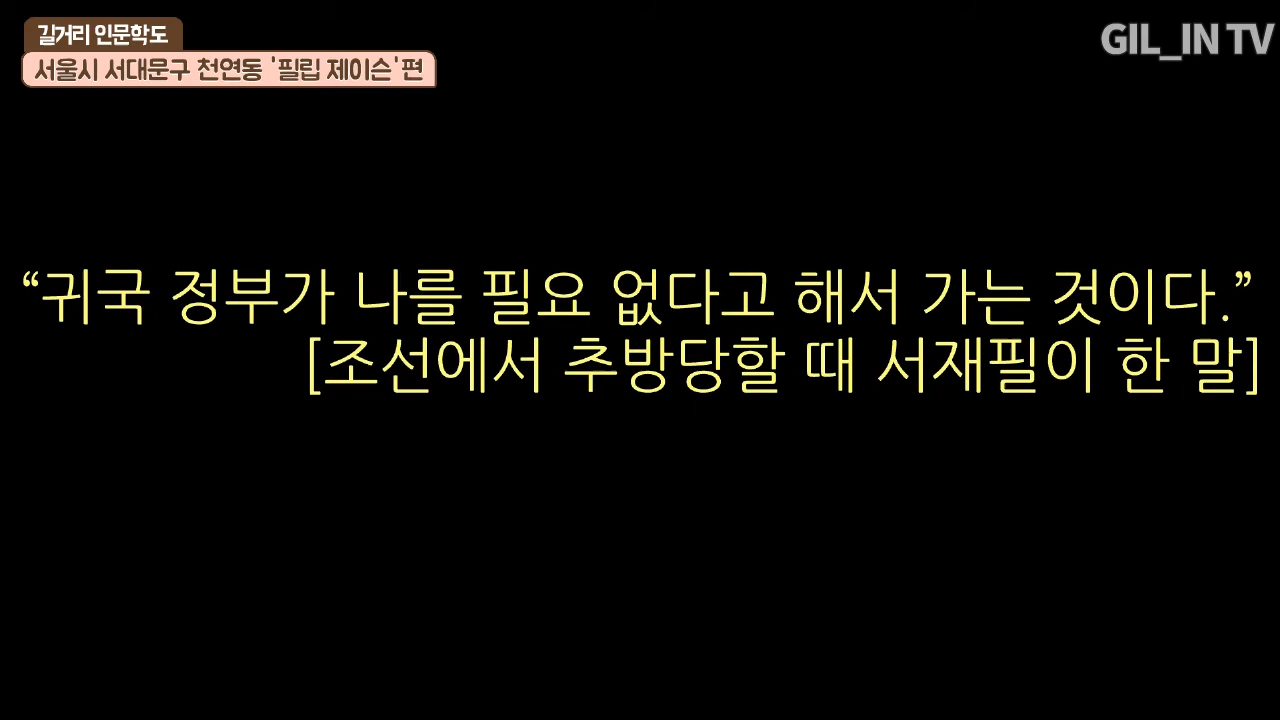 길거리 인문학도
GIL_IN TV
서울시 서대문구 천연동 '필립 제이슨'편
“귀국 정부가 나를 필요 없다고 해서 가는 것이다.”
[조선에서 추방당할 때 서재필이 한 말]